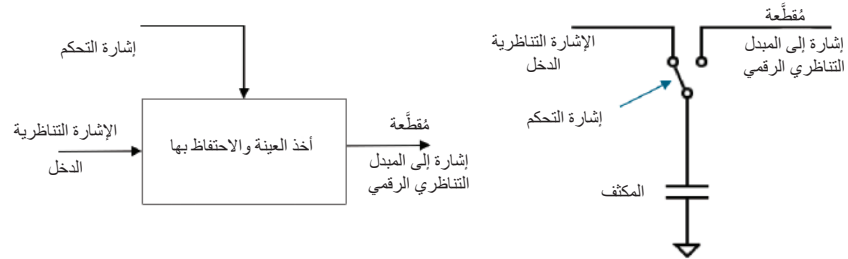 إشارة التحكم
الإشارة التناظرية
الدخل
أخذ العينة والاحتفاظ بها
مُقطَّعة
إشارة إلى المبدل
التناظري الرقمي
الإشارة التناظرية
الدخل
مُقطَّعة
إشارة إلى المبدل
التناظري الرقمي
إشارة التحكم
المكثف